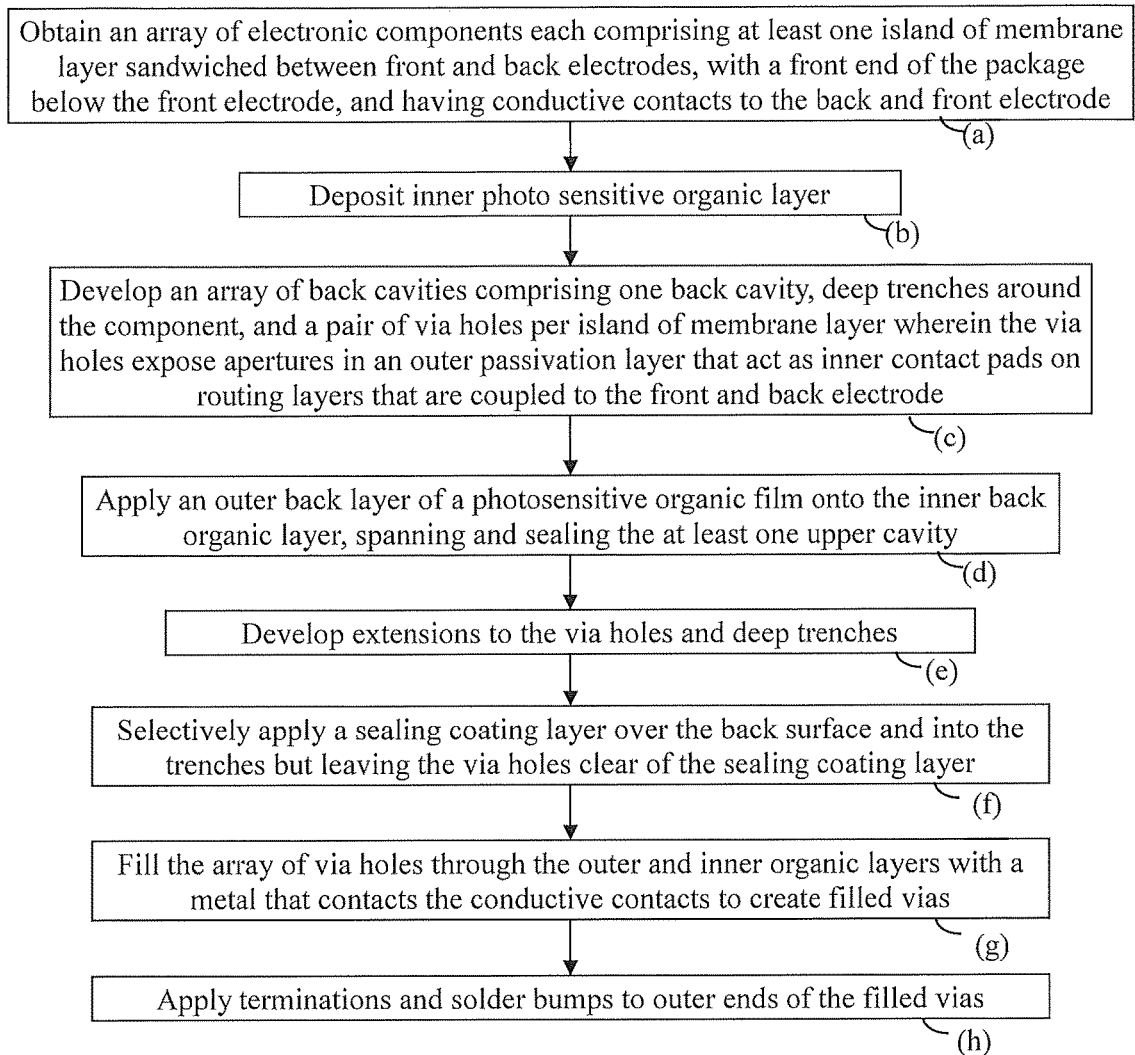 Obtain an array of electronic components each comprising at least one island of membrane
layer sandwiched between front and back electrodes, with a front end of the package
below the front electrode, and having conductive contacts to the back and front electrode
(a)
Deposit inner photo sensitive organic layer
(b)
Develop an array of back cavities comprising one back cavity, deep trenches around
the component, and a pair of via holes per island of membrane layer wherein the via
holes expose apertures in an outer passivation layer that act as inner contact pads on
routing layers that are coupled to the front and back electrode
(c)
Apply an outer back layer of a photosensitive organic film onto the inner back
organic layer, spanning and sealing the at least one upper cavity
(d)
Develop extensions to the via holes and deep trenches
(e)
Selectively apply a sealing coating layer over the back surface and into the
trenches but leaving the via holes clear of the sealing coating layer
(f)
Fill the array of via holes through the outer and inner organic layers with a
metal that contacts the conductive contacts to create filled vias
(g)
Apply terminations and solder bumps to outer ends of the filled vias
(h)